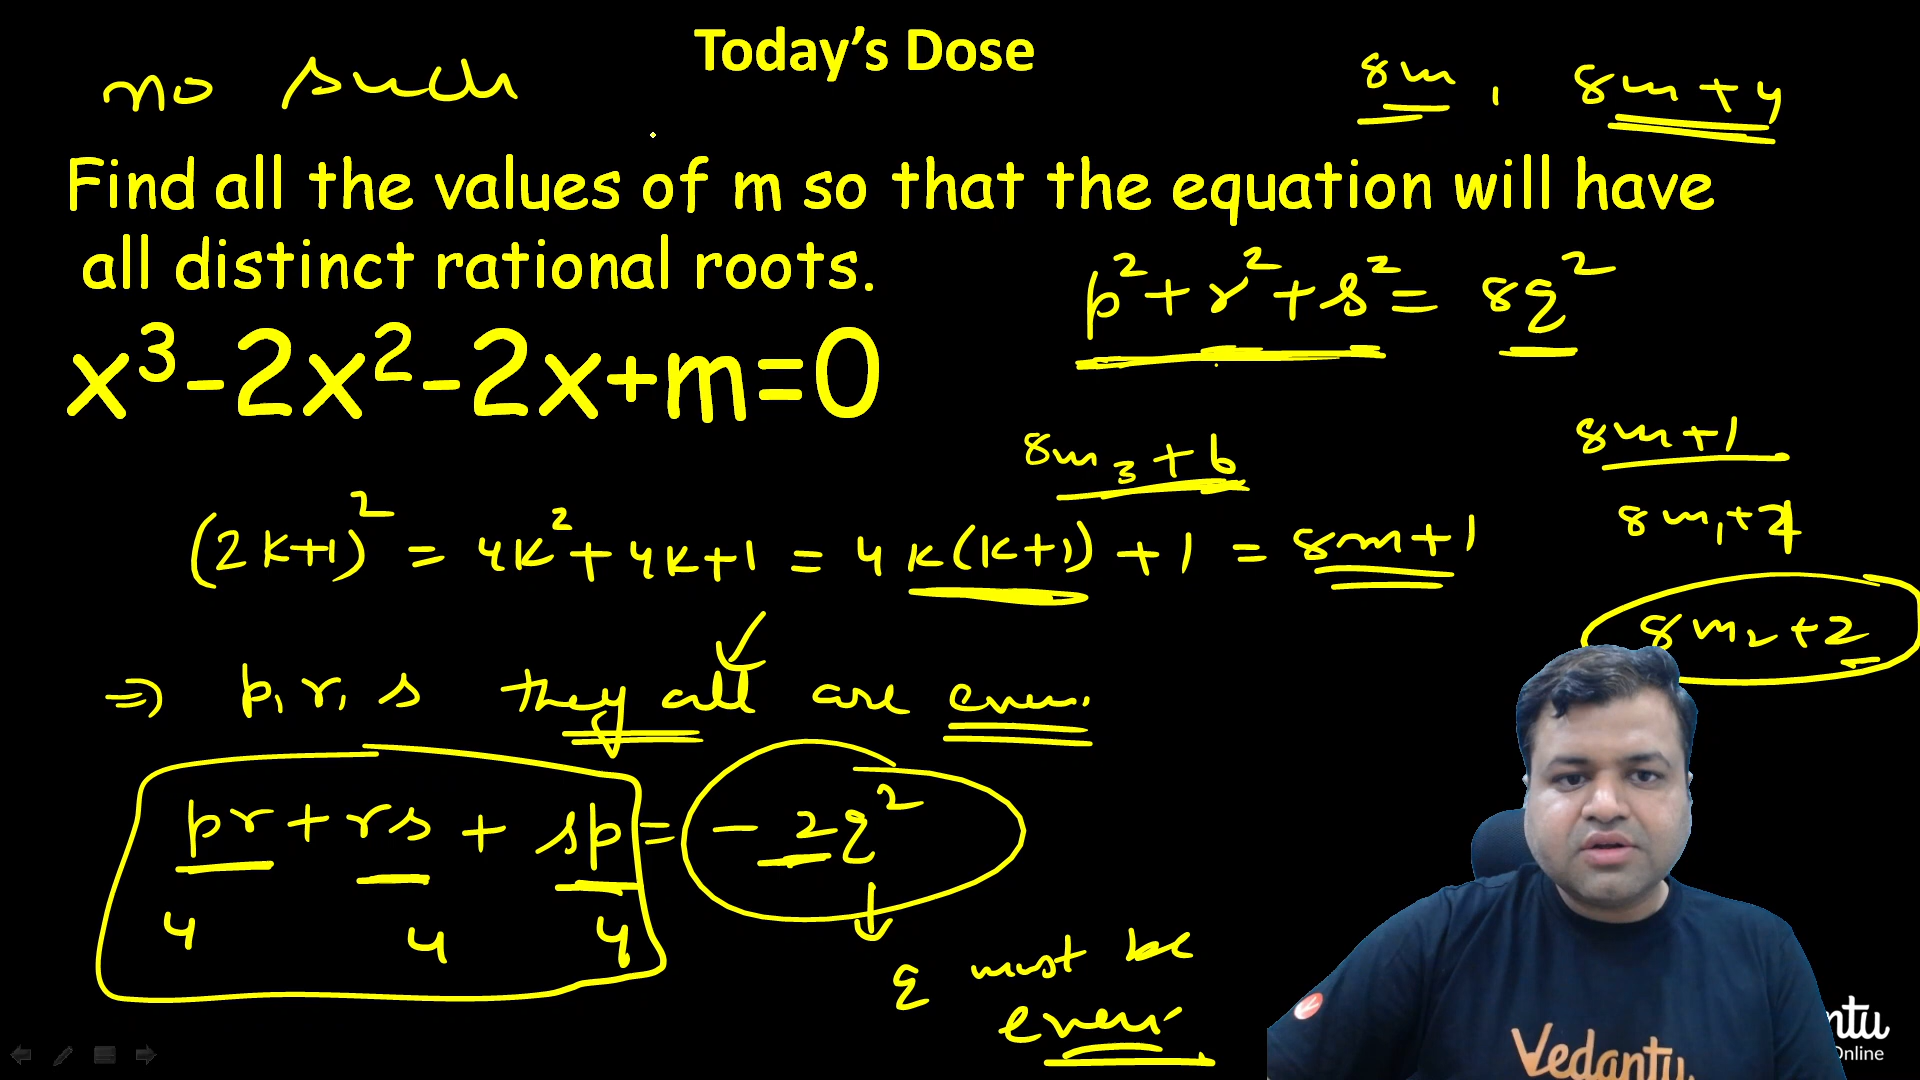 Today's Dose
no such
8m, 8m+4
Find all the values of m so that the equation will have
all distinct rational roots.
p²+r²+s²= 8q²
x³-2x²-2x+m=0
8m+1
8m₃+6
8m₁+4
(2k+1)² = 4k²+4k+1 = 4k(k+1)+1 = 8m+1
8m₂+2
⇒ p, r, s they all are even.
pr+rs+sp= -2q²
4 4 4
q must be
even
Vedantu
ntu
Online